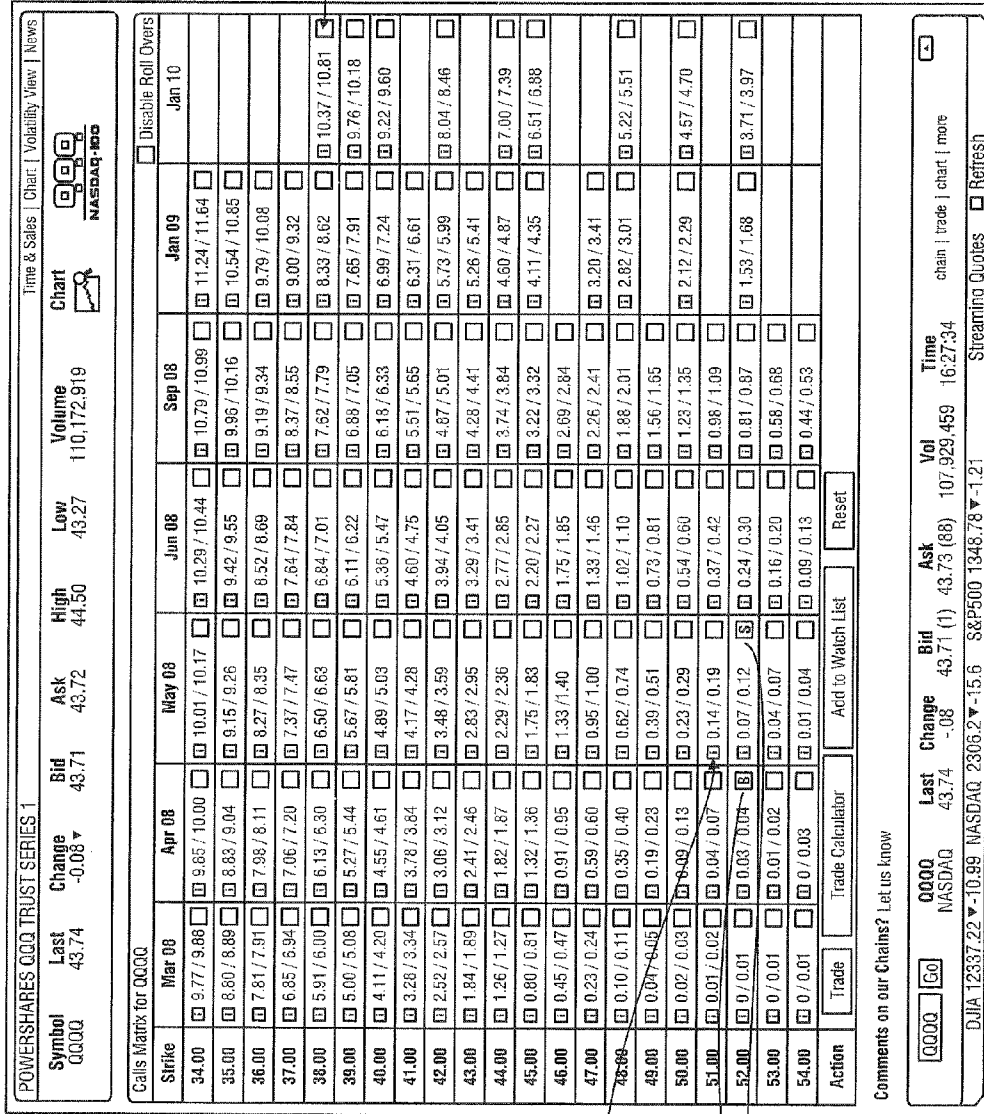 POWERSHARES QQQ TRUST SERIES 1
Time & Sales | Chart | Volatility View | News
Symbol Last Change Bid Ask High Low Volume Chart
QQQQ 43.74 -0.08 ▾ 43.71 43.72 44.50 43.27 110,172,919
NASDAQ-100
Calls Matrix for QQQQ
Disable Roll Overs
Strike Mar 08 Apr 08 May 08 Jun 08 Sep 08 Jan 09 Jan 10
34.00 9.77 / 9.88 9.85 / 10.00 10.01 / 10.17 10.29 / 10.44 10.79 / 10.99 11.24 / 11.64
35.00 8.80 / 8.89 8.83 / 9.04 9.15 / 9.26 9.42 / 9.55 9.96 / 10.16 10.54 / 10.85
36.00 7.81 / 7.91 7.98 / 8.11 8.27 / 8.35 8.52 / 8.69 9.19 / 9.34 9.79 / 10.08
37.00 6.85 / 6.94 7.06 / 7.20 7.37 / 7.47 7.64 / 7.84 8.37 / 8.55 9.00 / 9.32
38.00 5.91 / 6.00 6.13 / 6.30 6.50 / 6.63 6.84 / 7.01 7.62 / 7.79 8.33 / 8.62 10.37 / 10.81
39.00 5.00 / 5.08 5.27 / 5.44 5.67 / 5.81 6.11 / 6.22 6.88 / 7.05 7.65 / 7.91 9.76 / 10.18
40.00 4.11 / 4.20 4.55 / 4.61 4.89 / 5.03 5.36 / 5.47 6.18 / 6.33 6.99 / 7.24 9.22 / 9.60
41.00 3.28 / 3.34 3.78 / 3.84 4.17 / 4.28 4.60 / 4.75 5.51 / 5.65 6.31 / 6.61
42.00 2.52 / 2.57 3.06 / 3.12 3.48 / 3.59 3.94 / 4.05 4.87 / 5.01 5.73 / 5.99 8.04 / 8.46
43.00 1.84 / 1.89 2.41 / 2.46 2.83 / 2.95 3.29 / 3.41 4.28 / 4.41 5.26 / 5.41
44.00 1.26 / 1.27 1.82 / 1.87 2.29 / 2.36 2.77 / 2.85 3.74 / 3.84 4.60 / 4.87 7.00 / 7.39
45.00 0.80 / 0.81 1.32 / 1.36 1.75 / 1.83 2.20 / 2.27 3.22 / 3.32 4.11 / 4.35 6.51 / 6.88
46.00 0.45 / 0.47 0.91 / 0.95 1.33 / 1.40 1.75 / 1.85 2.69 / 2.84
47.00 0.23 / 0.24 0.59 / 0.60 0.95 / 1.00 1.33 / 1.46 2.26 / 2.41 3.20 / 3.41
48.00 0.10 / 0.11 0.35 / 0.40 0.62 / 0.74 1.02 / 1.10 1.88 / 2.01 2.82 / 3.01 5.22 / 5.51
49.00 0.04 / 0.05 0.19 / 0.23 0.39 / 0.51 0.73 / 0.81 1.56 / 1.65
50.00 0.02 / 0.03 0.09 / 0.13 0.23 / 0.29 0.54 / 0.60 1.23 / 1.35 2.12 / 2.29 4.57 / 4.70
51.00 0.01 / 0.02 0.04 / 0.07 0.14 / 0.19 0.37 / 0.42 0.98 / 1.09
52.00 0 / 0.01 0.03 / 0.04 B 0.07 / 0.12 S 0.24 / 0.30 0.81 / 0.87 1.53 / 1.68 3.71 / 3.97
53.00 0 / 0.01 0.01 / 0.02 0.04 / 0.07 0.16 / 0.20 0.58 / 0.68
54.00 0 / 0.01 0 / 0.03 0.01 / 0.04 0.09 / 0.13 0.44 / 0.53
Action Trade Trade Calculator Add to Watch List Reset
Comments on our Chains? Let us know
QQQQ Go
QQQQ Last Change Bid Ask Vol Time
NASDAQ 43.74 -.08 43.71 (1) 43.73 (88) 107,929,459 16:27:34
chain | trade | chart | more
DJIA 12337.22 ▾ -10.99 NASDAQ 2306.2 ▾ -15.6 S&P500 1348.78 ▾ -1.21
Streaming Quotes Refresh